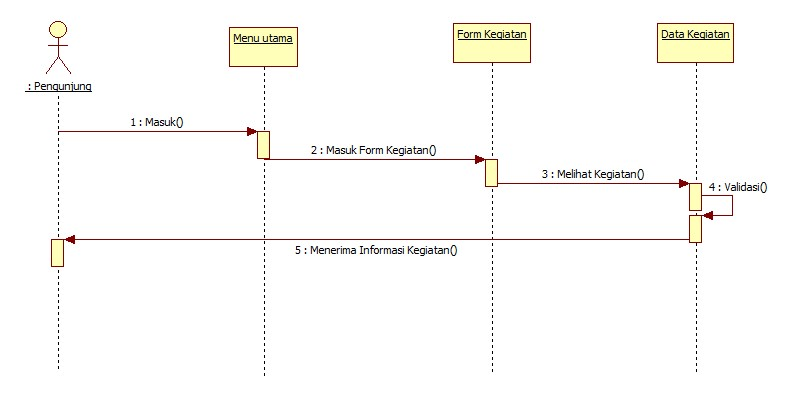 : Pengunjung
Menu utama
Form Kegiatan
Data Kegiatan
1 : Masuk()
2 : Masuk Form Kegiatan()
3 : Melihat Kegiatan()
4 : Validasi()
5 : Menerima Informasi Kegiatan()